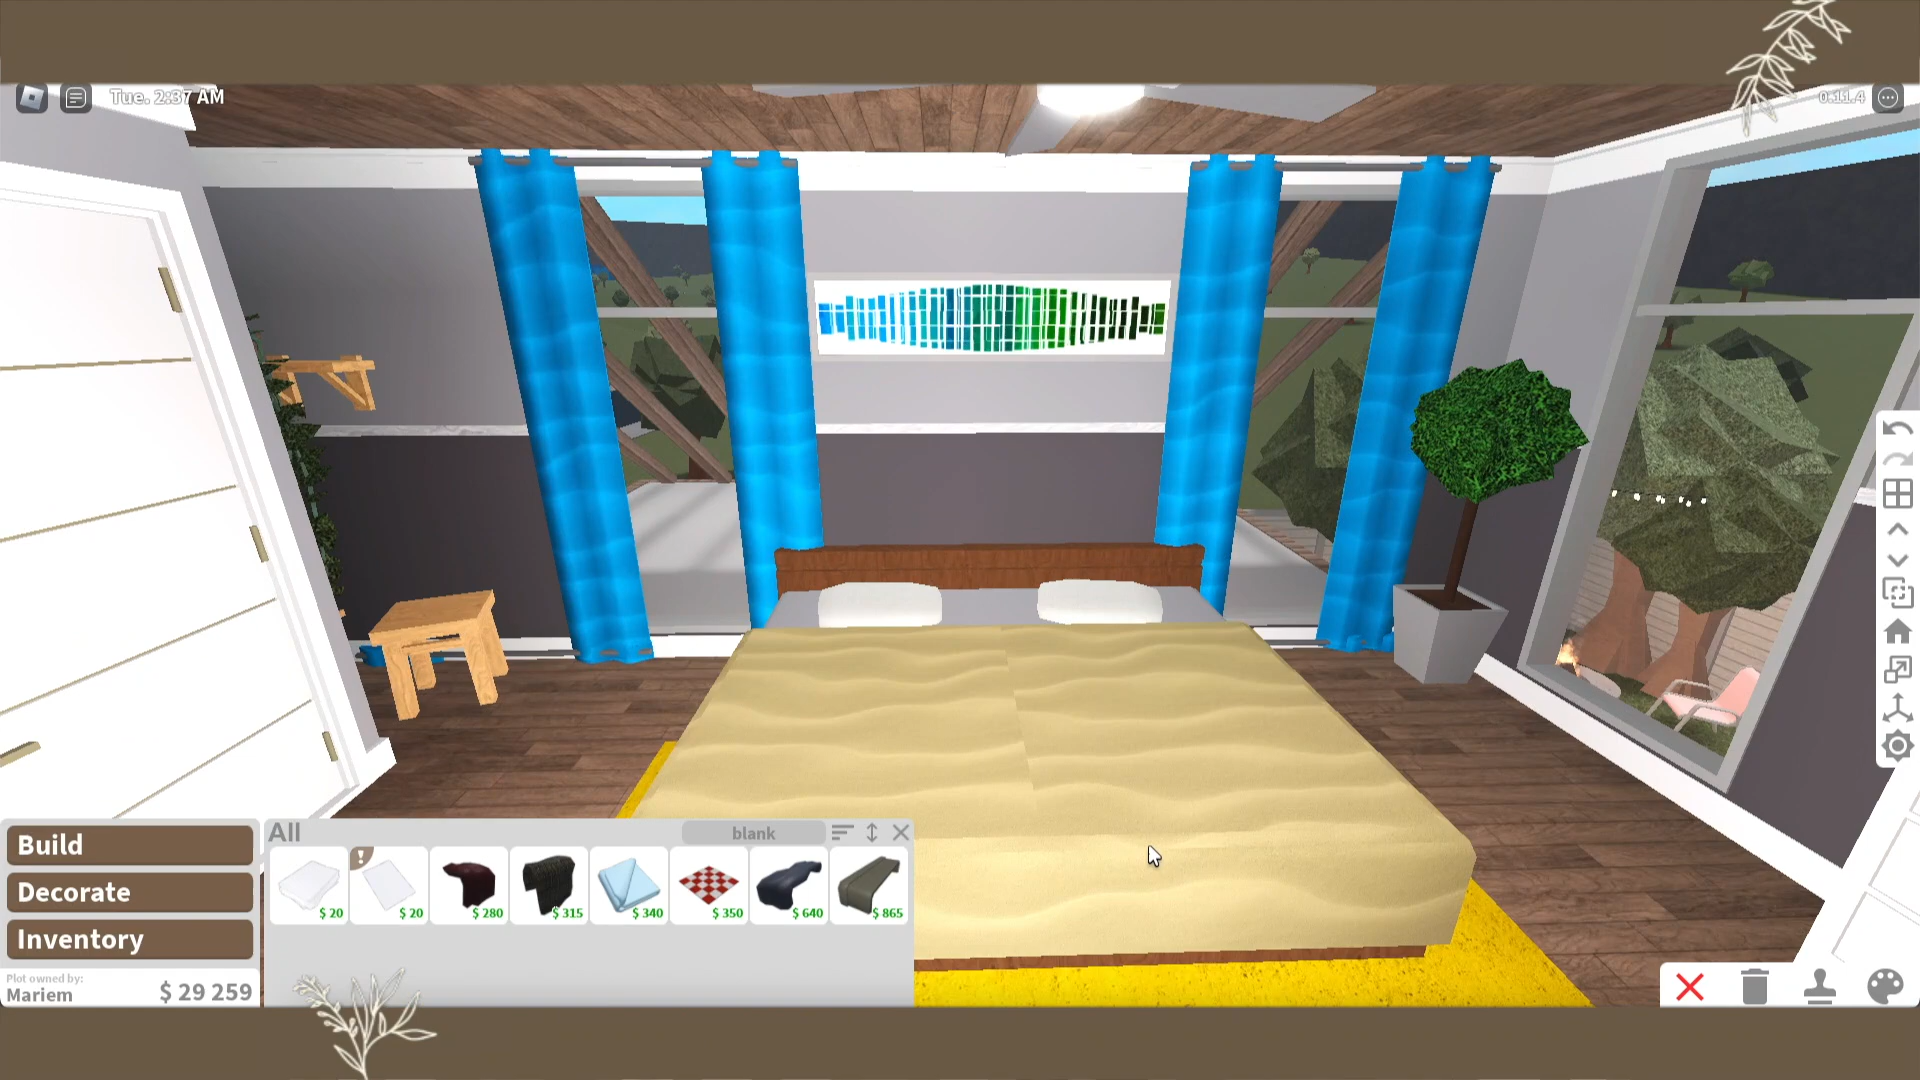 Tue. 2:37 AM
0.11.4
Build
Decorate
Inventory
Plot owned by:
Mariem
$ 29 259
All
blank
!
$ 20
$ 20
$ 280
$ 315
$ 340
$ 350
$ 640
$ 865